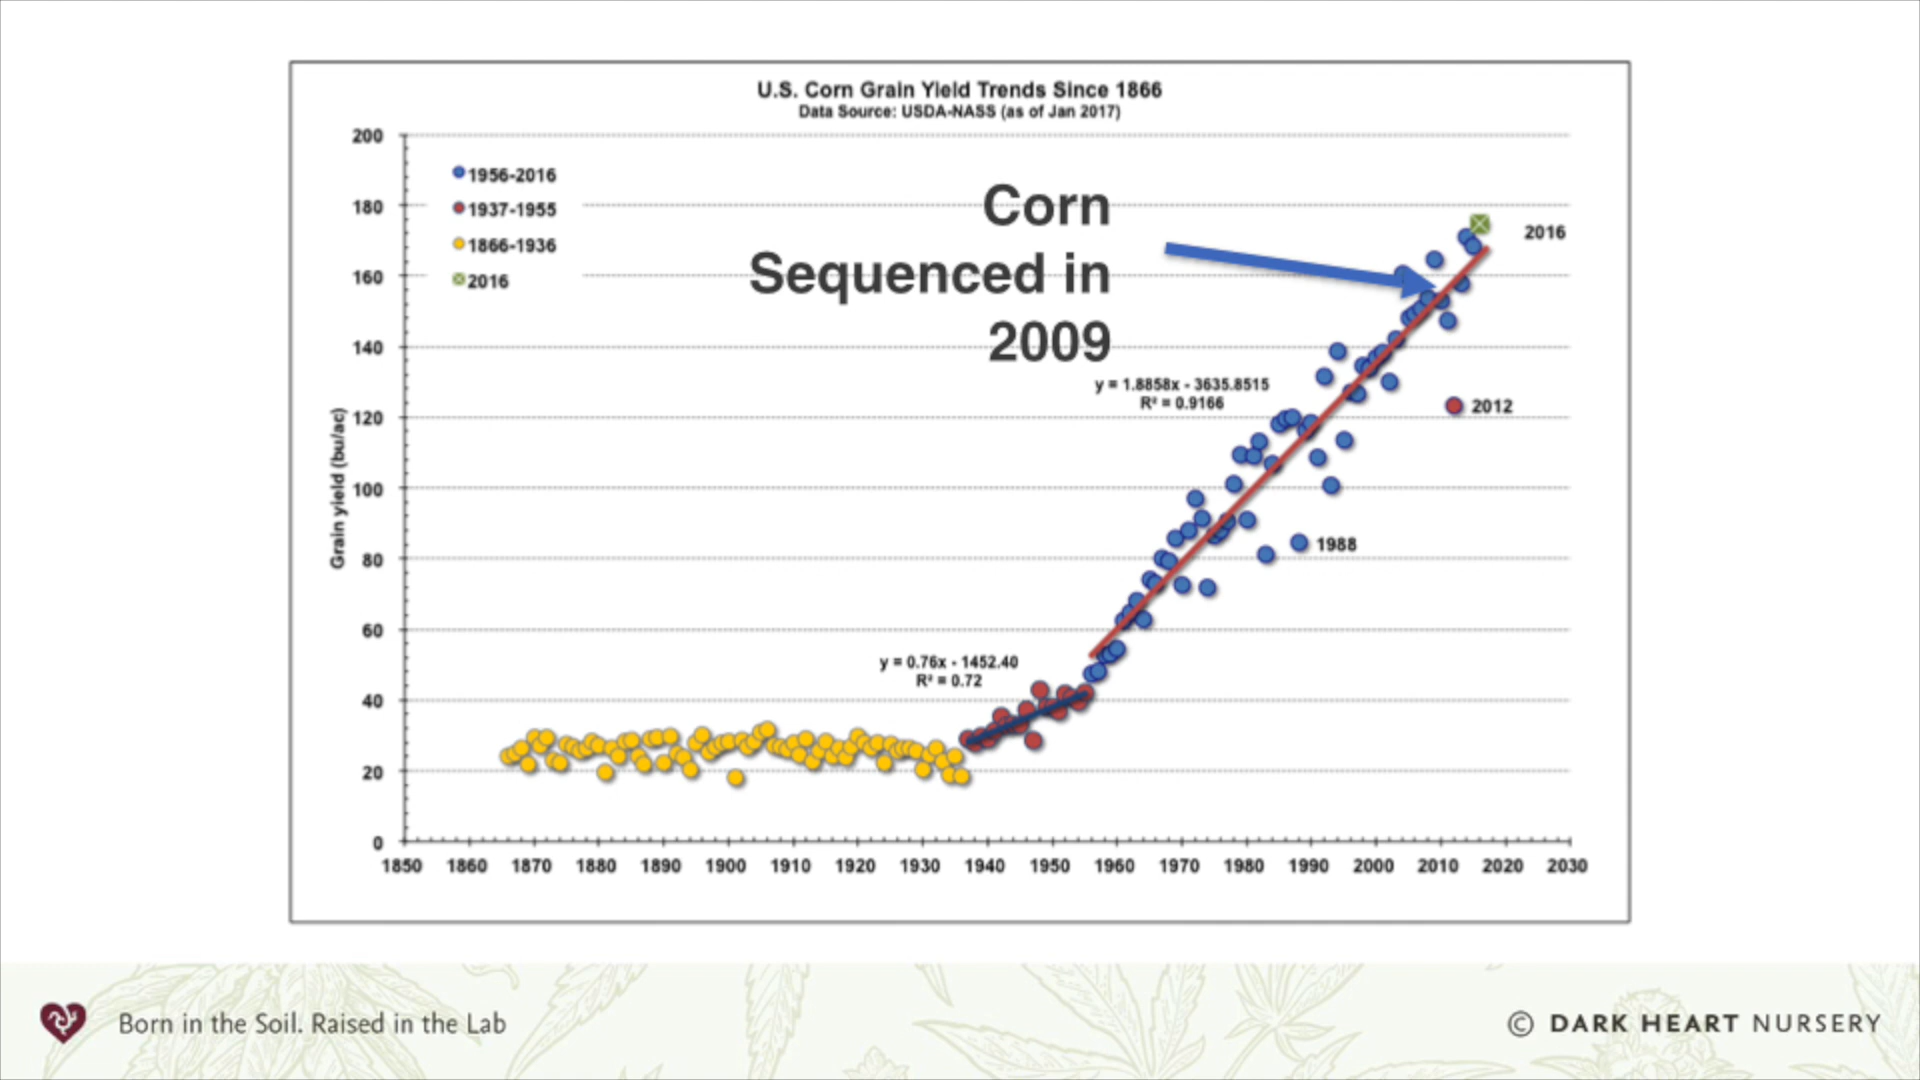 U.S. Corn Grain Yield Trends Since 1866
Data Source: USDA-NASS (as of Jan 2017)
200
180
160
140
120
100
80
60
40
20
0
Grain yield (bu/ac)
1956-2016
1937-1955
1866-1936
2016
Corn
Sequenced in
2009
2016
y = 1.8858x - 3635.8515
R² = 0.9166
2012
1988
y = 0.76x - 1452.40
R² = 0.72
1850 1860 1870 1880 1890 1900 1910 1920 1930 1940 1950 1960 1970 1980 1990 2000 2010 2020 2030
Born in the Soil. Raised in the Lab
© DARK HEART NURSERY